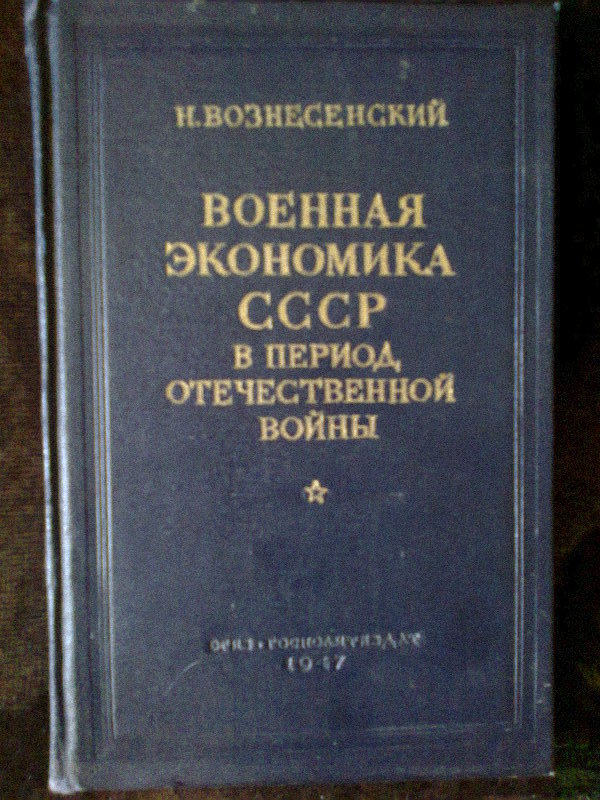 Н. ВОЗНЕСЕНСКИЙ
ВОЕННАЯ
ЭКОНОМИКА
СССР
В ПЕРИОД
ОТЕЧЕСТВЕННОЙ
ВОЙНЫ
1947